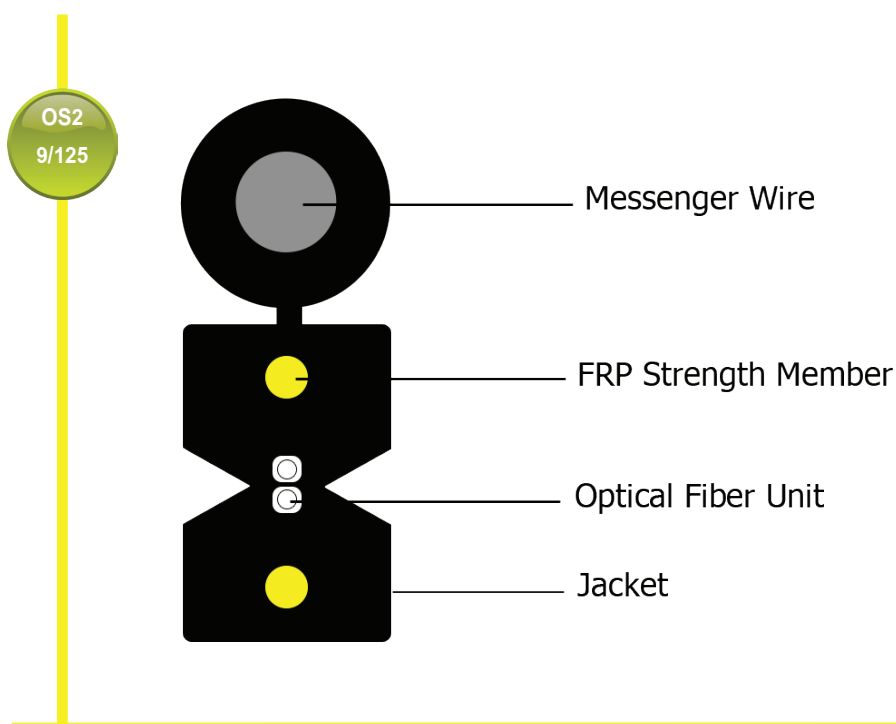 OS2
9/125
Messenger Wire
FRP Strength Member
Optical Fiber Unit
Jacket